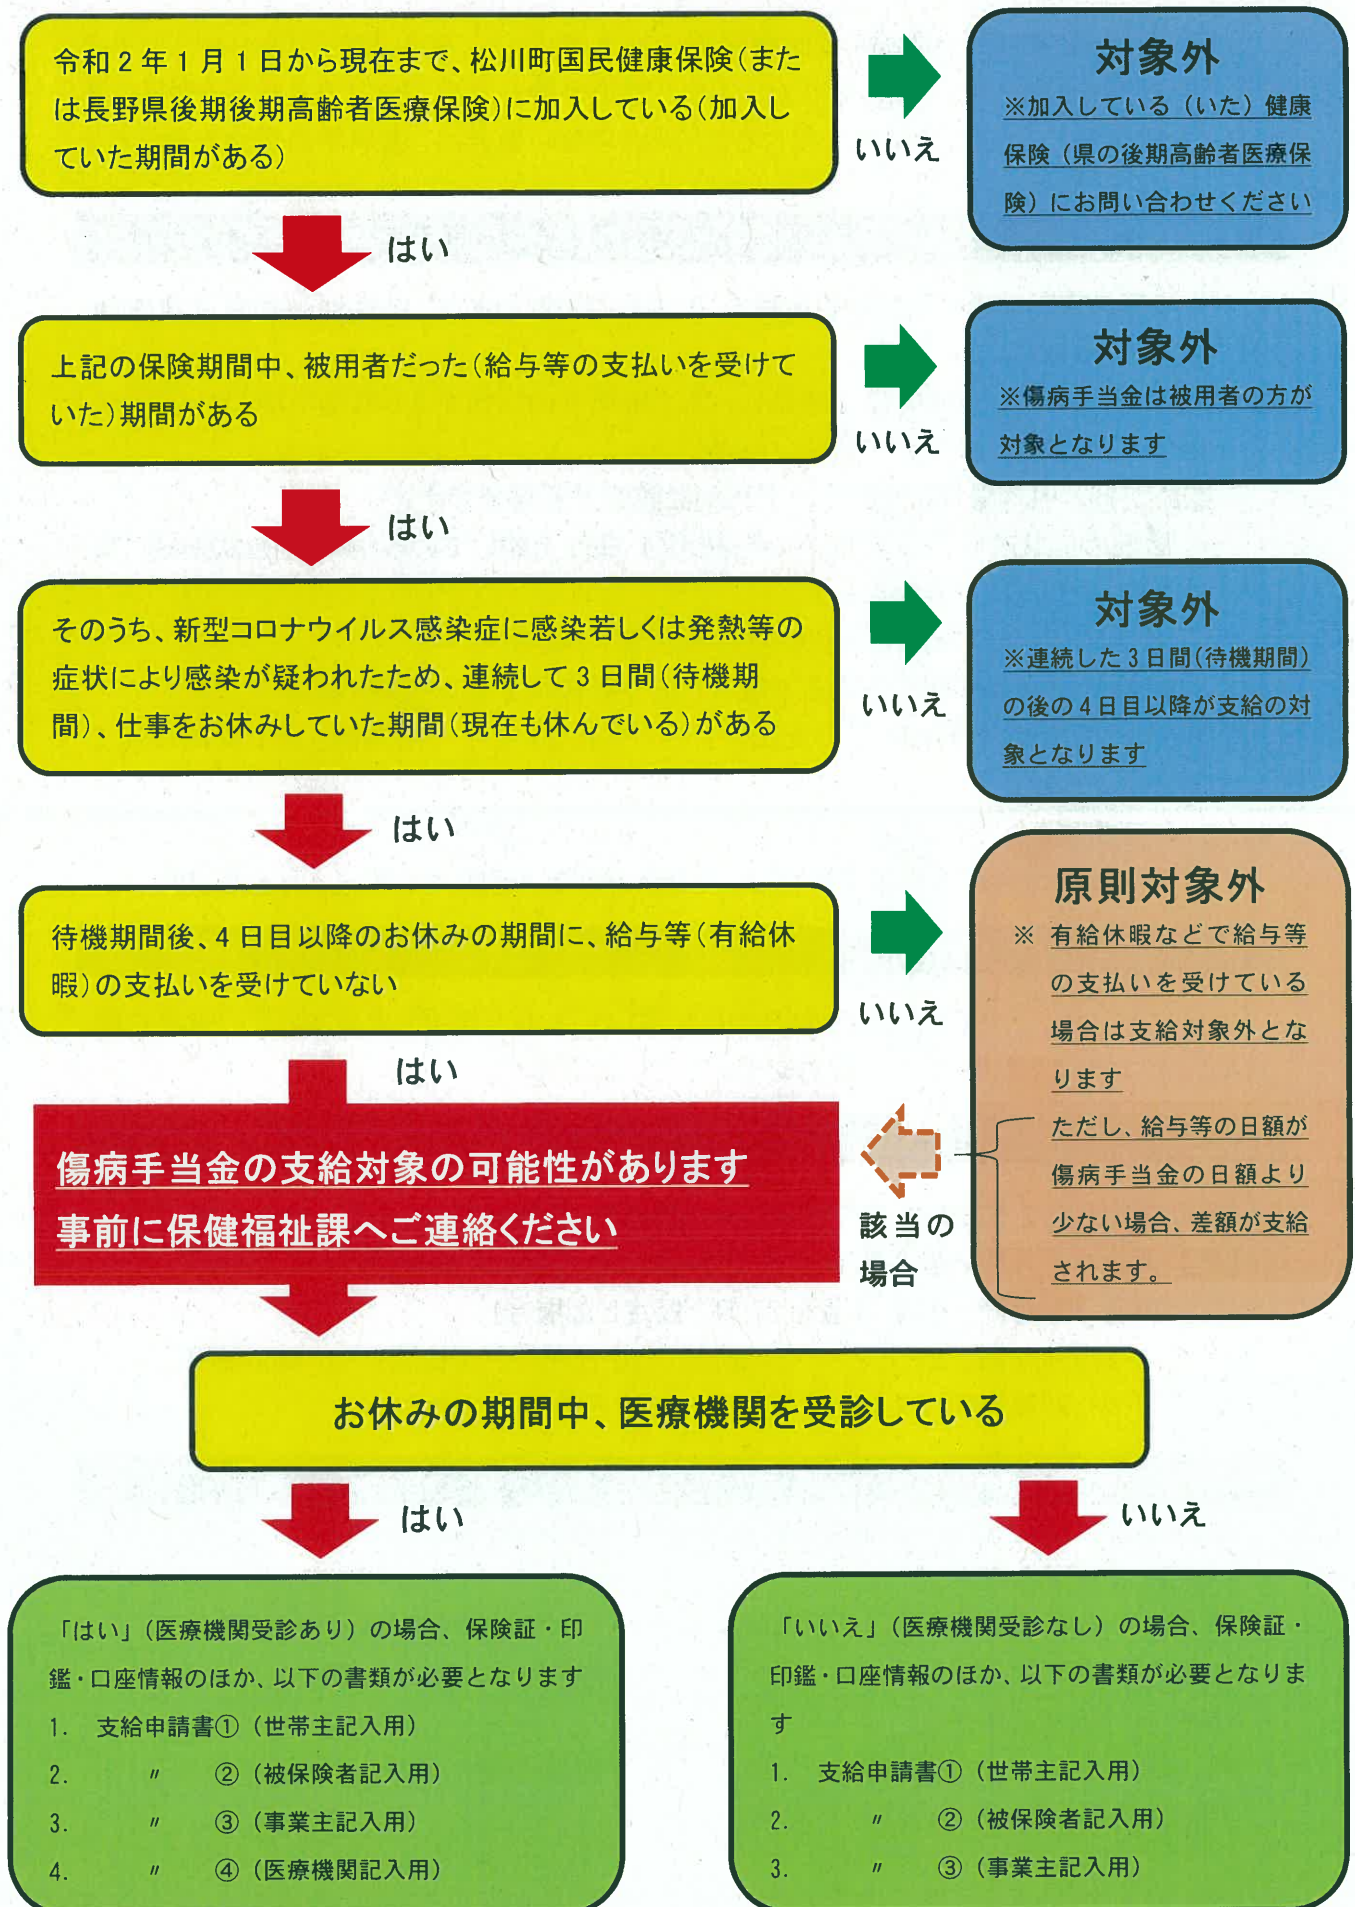 令和2年1月1日から現在まで、松川町国民健康保険(また
は長野県後期後期高齢者医療保険)に加入している(加入し
ていた期間がある)
いいえ
対象外
※加入している(いた)健康
保険(県の後期高齢者医療保
険)にお問い合わせください
はい
上記の保険期間中、被用者だった(給与等の支払いを受けて
いた)期間がある
いいえ
対象外
※傷病手当金は被用者の方が
対象となります
はい
そのうち、新型コロナウイルス感染症に感染若しくは発熱等の
症状により感染が疑われたため、連続して3日間(待機期
間)、仕事をお休みしていた期間(現在も休んでいる)がある
いいえ
対象外
※連続した3日間(待機期間)
の後の4日目以降が支給の対
象となります
はい
待機期間後、4日目以降のお休みの期間に、給与等(有給休
暇)の支払いを受けていない
いいえ
原則対象外
※ 有給休暇などで給与等
の支払いを受けている
場合は支給対象外とな
ります
ただし、給与等の日額が
傷病手当金の日額より
少ない場合、差額が支給
されます。
はい
該当の
場合
傷病手当金の支給対象の可能性があります
事前に保健福祉課へご連絡ください
お休みの期間中、医療機関を受診している
はい
いいえ
「はい」(医療機関受診あり)の場合、保険証・印
鑑・口座情報のほか、以下の書類が必要となります
1. 支給申請書①(世帯主記入用)
2. 〃 ②(被保険者記入用)
3. 〃 ③(事業主記入用)
4. 〃 ④(医療機関記入用)
「いいえ」(医療機関受診なし)の場合、保険証・
印鑑・口座情報のほか、以下の書類が必要となりま
す
1. 支給申請書①(世帯主記入用)
2. 〃 ②(被保険者記入用)
3. 〃 ③(事業主記入用)